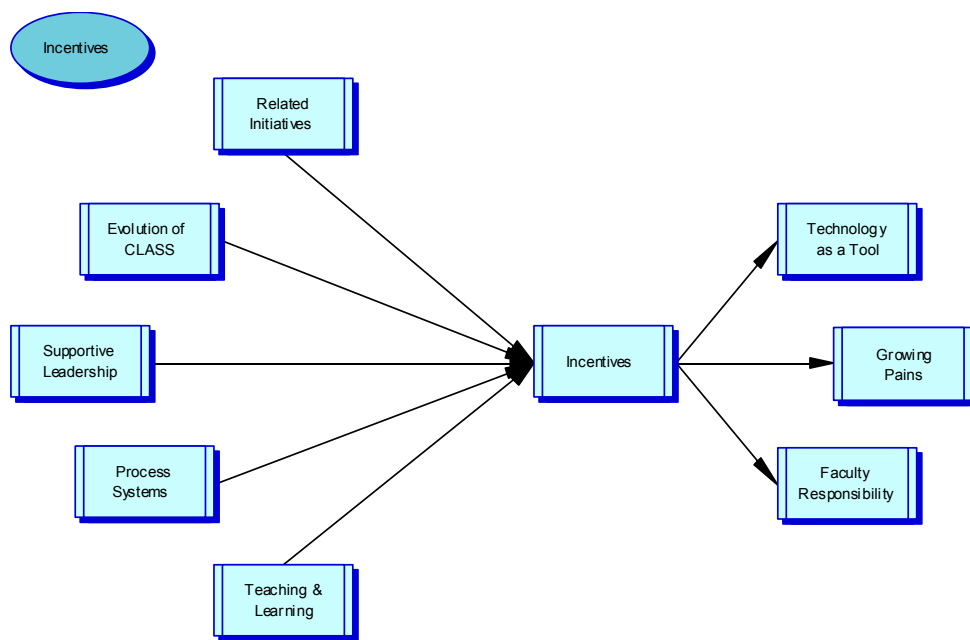 Incentives
Related
Initiatives
Evolution of
CLASS
Technology
as a Tool
Supportive
Leadership
Incentives
Growing
Pains
Process
Systems
Faculty
Responsibility
Teaching &
Learning